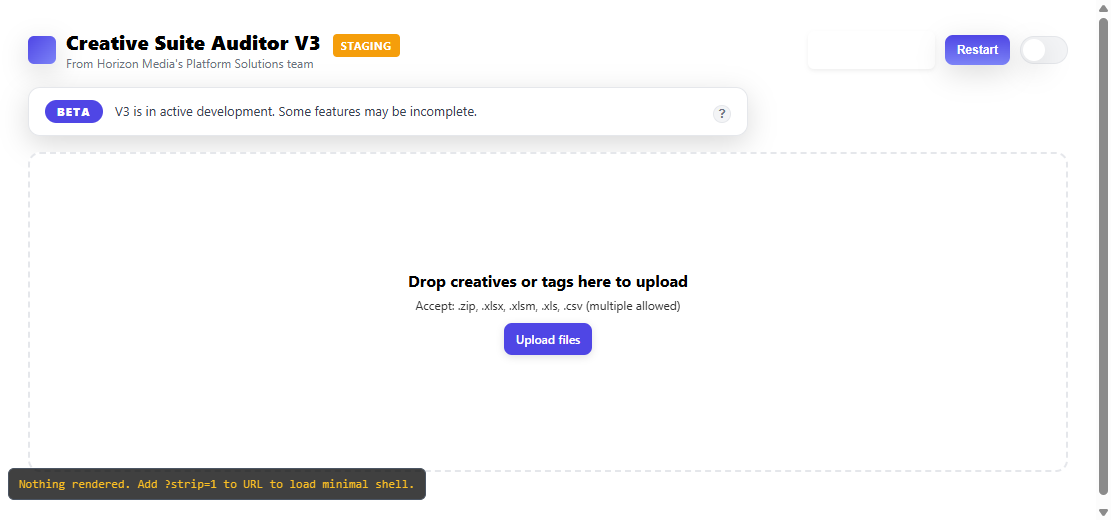 Creative Suite Auditor V3 STAGING
From Horizon Media's Platform Solutions team
Restart
BETA V3 is in active development. Some features may be incomplete. ?
Drop creatives or tags here to upload
Accept: .zip, .xlsx, .xlsm, .xls, .csv (multiple allowed)
Upload files
Nothing rendered. Add ?strip=1 to URL to load minimal shell.